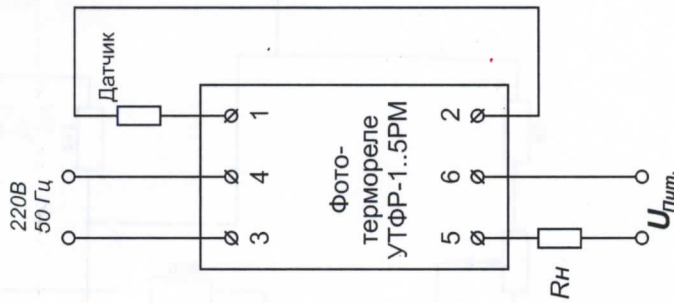 220В
50 Гц
Датчик
3
4
1
Фото-
термореле
УТФР-1..5РМ
5
6
2
Rн
Uпит.